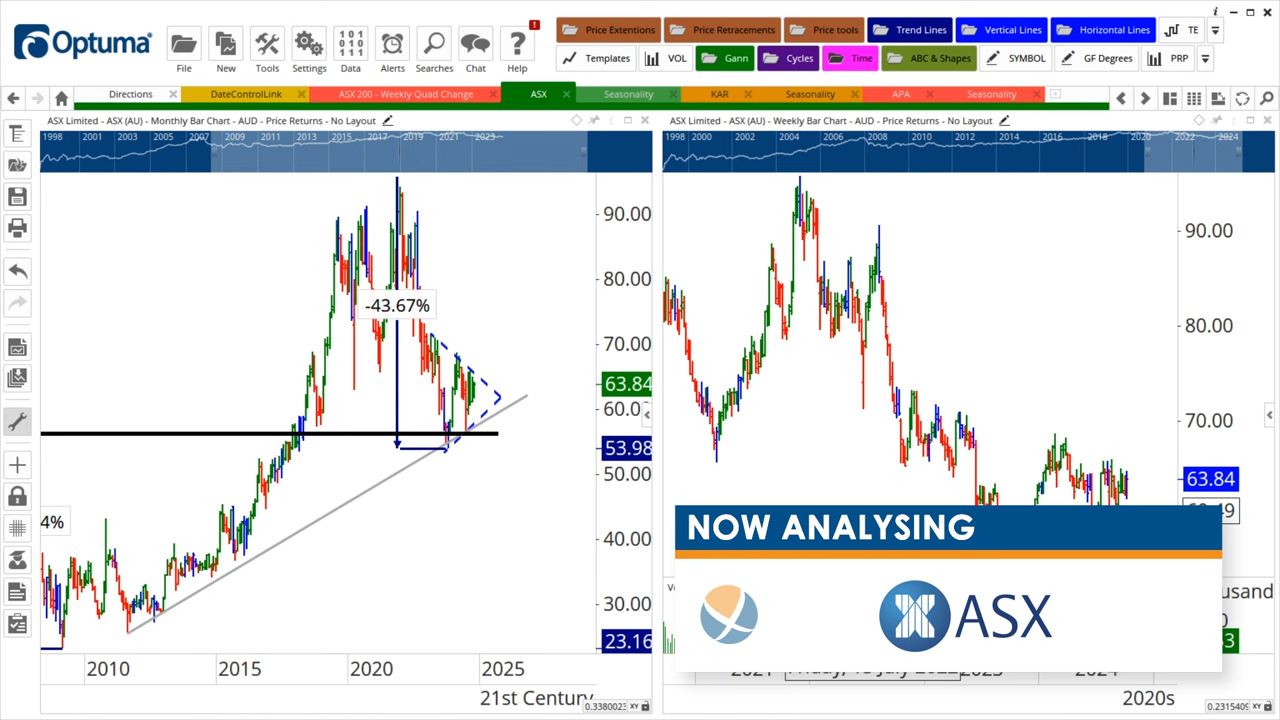 Optuma
File
New
Tools
Settings
Data
Alerts
Searches
Chat
Help
Price Extentions
Price Retracements
Price tools
Trend Lines
Vertical Lines
Horizontal Lines
TE
Templates
VOL
Gann
Cycles
Time
ABC & Shapes
SYMBOL
GF Degrees
PRP
Directions
DateControlLink
ASX 200 - Weekly Quad Change
ASX
Seasonality
KAR
Seasonality
APA
Seasonality
ASX Limited - ASX (AU) - Monthly Bar Chart - AUD - Price Returns - No Layout
1998 2001 2003 2005 2007 2009 2011 2013 2015 2017 2019 2021 2023
90.00
80.00
-43.67%
70.00
63.84
60.0
53.98
50.00
4%
40.00
30.00
23.16
2010 2015 2020 2025
21st Century
0.3380023 XY
ASX Limited - ASX (AU) - Weekly Bar Chart - AUD - Price Returns - No Layout
1998 2000 2002 2004 2006 2008 2010 2012 2014 2016 2018 2020 2022 2024
90.00
80.00
70.00
63.84
NOW ANALYSING
ASX
usand
2020s
0.2315409 XY